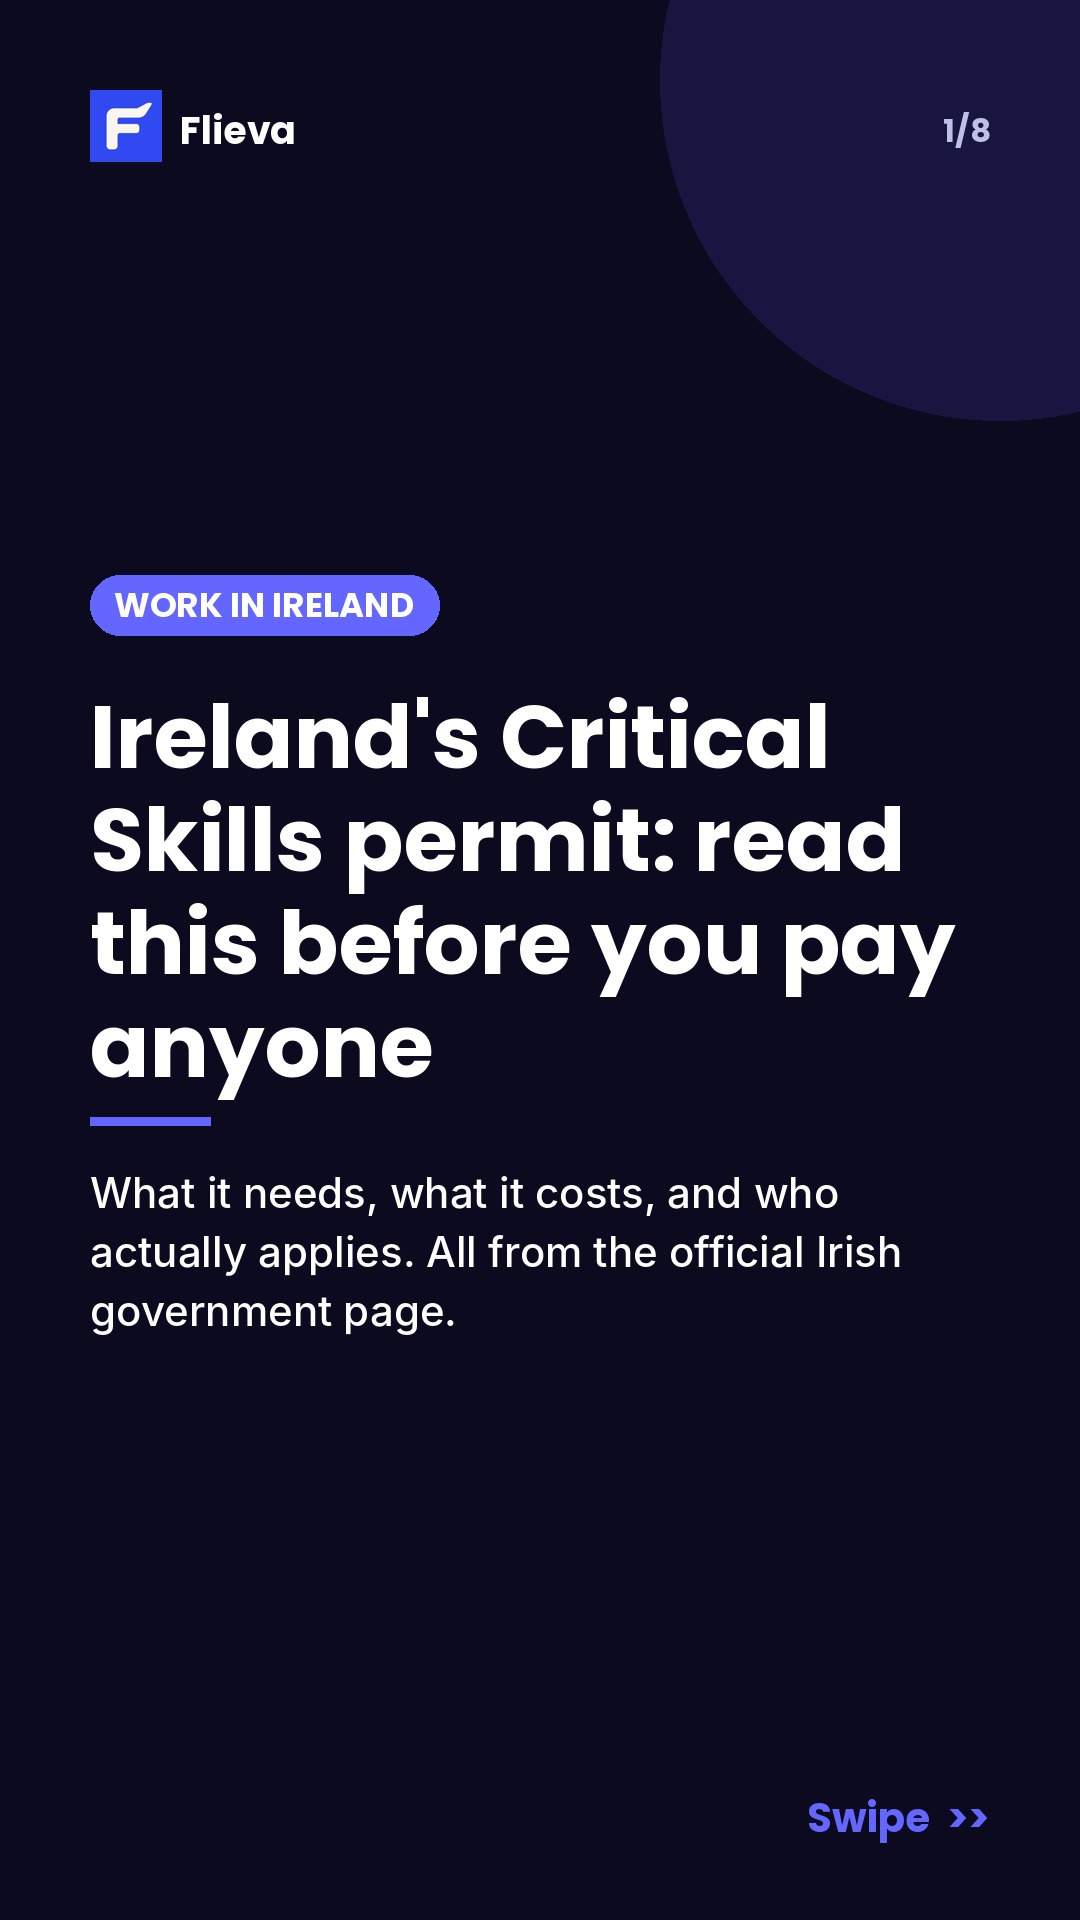 Flieva
1/8
WORK IN IRELAND
Ireland's Critical
Skills permit: read
this before you pay
anyone
What it needs, what it costs, and who
actually applies. All from the official Irish
government page.
Swipe >>